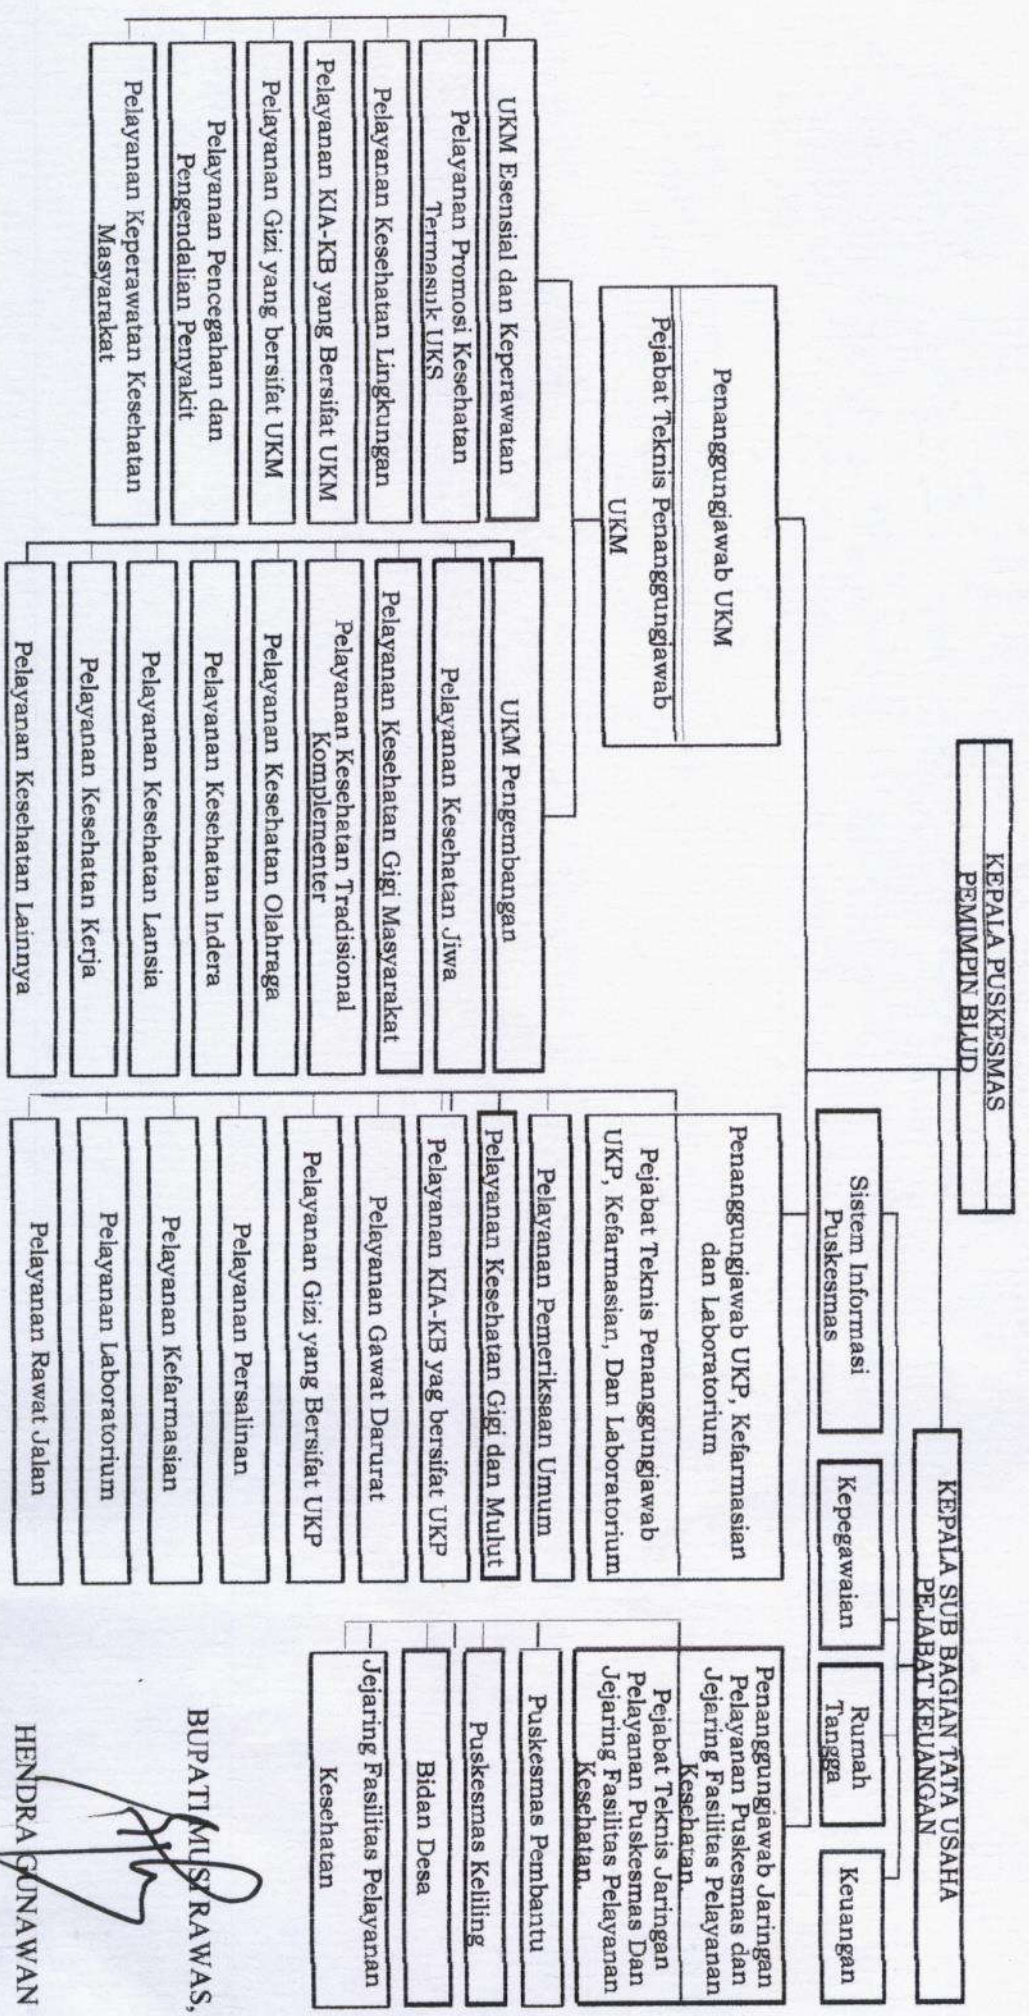 KEPALA PUSKESMAS
PEMIMPIN BLUD
KEPALA SUB BAGIAN TATA USAHA
PEJABAT KEUANGAN
Sistem Informasi
Puskesmas
Kepegawaian
Rumah
Tangga
Keuangan
Penanggungjawab UKM
Pejabat Teknis Penanggungjawab
UKM
UKM Esensial dan Keperawatan
Pelayanan Promosi Kesehatan
Termasuk UKS
Pelayanan Kesehatan Lingkungan
Pelayanan KIA-KB yang Bersifat UKM
Pelayanan Gizi yang bersifat UKM
Pelayanan Pencegahan dan
Pengendalian Penyakit
Pelayanan Keperawatan Kesehatan
Masyarakat
UKM Pengembangan
Pelayanan Kesehatan Jiwa
Pelayanan Kesehatan Gigi Masyarakat
Pelayanan Kesehatan Tradisional
Komplementer
Pelayanan Kesehatan Olahraga
Pelayanan Kesehatan Indera
Pelayanan Kesehatan Lansia
Pelayanan Kesehatan Kerja
Pelayanan Kesehatan Lainnya
Penanggungjawab UKP, Kefarmasian
dan Laboratorium
Pejabat Teknis Penanggungjawab
UKP, Kefarmasian, Dan Laboratorium
Pelayanan Pemeriksaan Umum
Pelayanan Kesehatan Gigi dan Mulut
Pelayanan KIA-KB yag bersifat UKP
Pelayanan Gawat Darurat
Pelayanan Gizi yang Bersifat UKP
Pelayanan Persalinan
Pelayanan Kefarmasian
Pelayanan Laboratorium
Pelayanan Rawat Jalan
Penanggungjawab Jaringan
Pelayanan Puskesmas dan
Jejaring Fasilitas Pelayanan
Kesehatan.
Pejabat Teknis Jaringan
Pelayanan Puskesmas Dan
Jejaring Fasilitas Pelayanan
Kesehatan.
Puskesmas Pembantu
Puskesmas Keliling
Bidan Desa
Jejaring Fasilitas Pelayanan
Kesehatan
BUPATI MUSI RAWAS,
HENDRA GUNAWAN